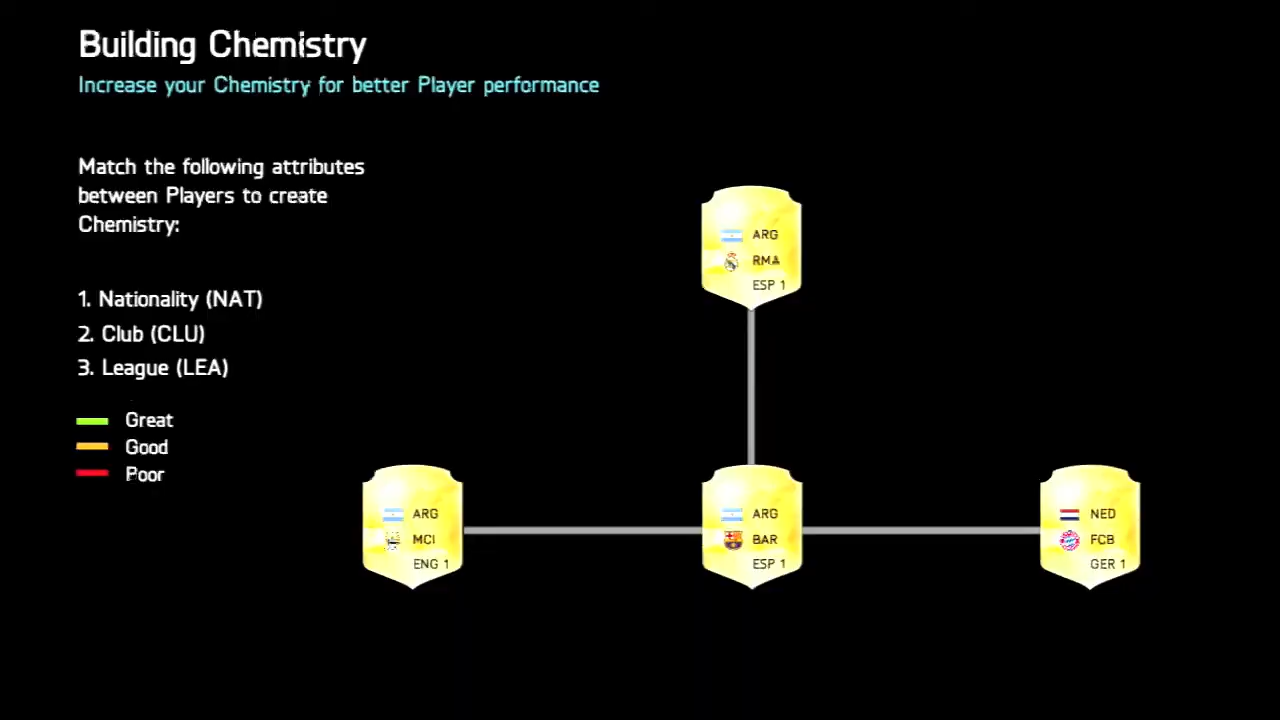 Building Chemistry
Increase your Chemistry for better Player performance
Match the following attributes
between Players to create
Chemistry:
1. Nationality (NAT)
2. Club (CLU)
3. League (LEA)
Great
Good
Poor
ARG
RMA
ESP 1
ARG
MCI
ENG 1
ARG
BAR
ESP 1
NED
FCB
GER 1